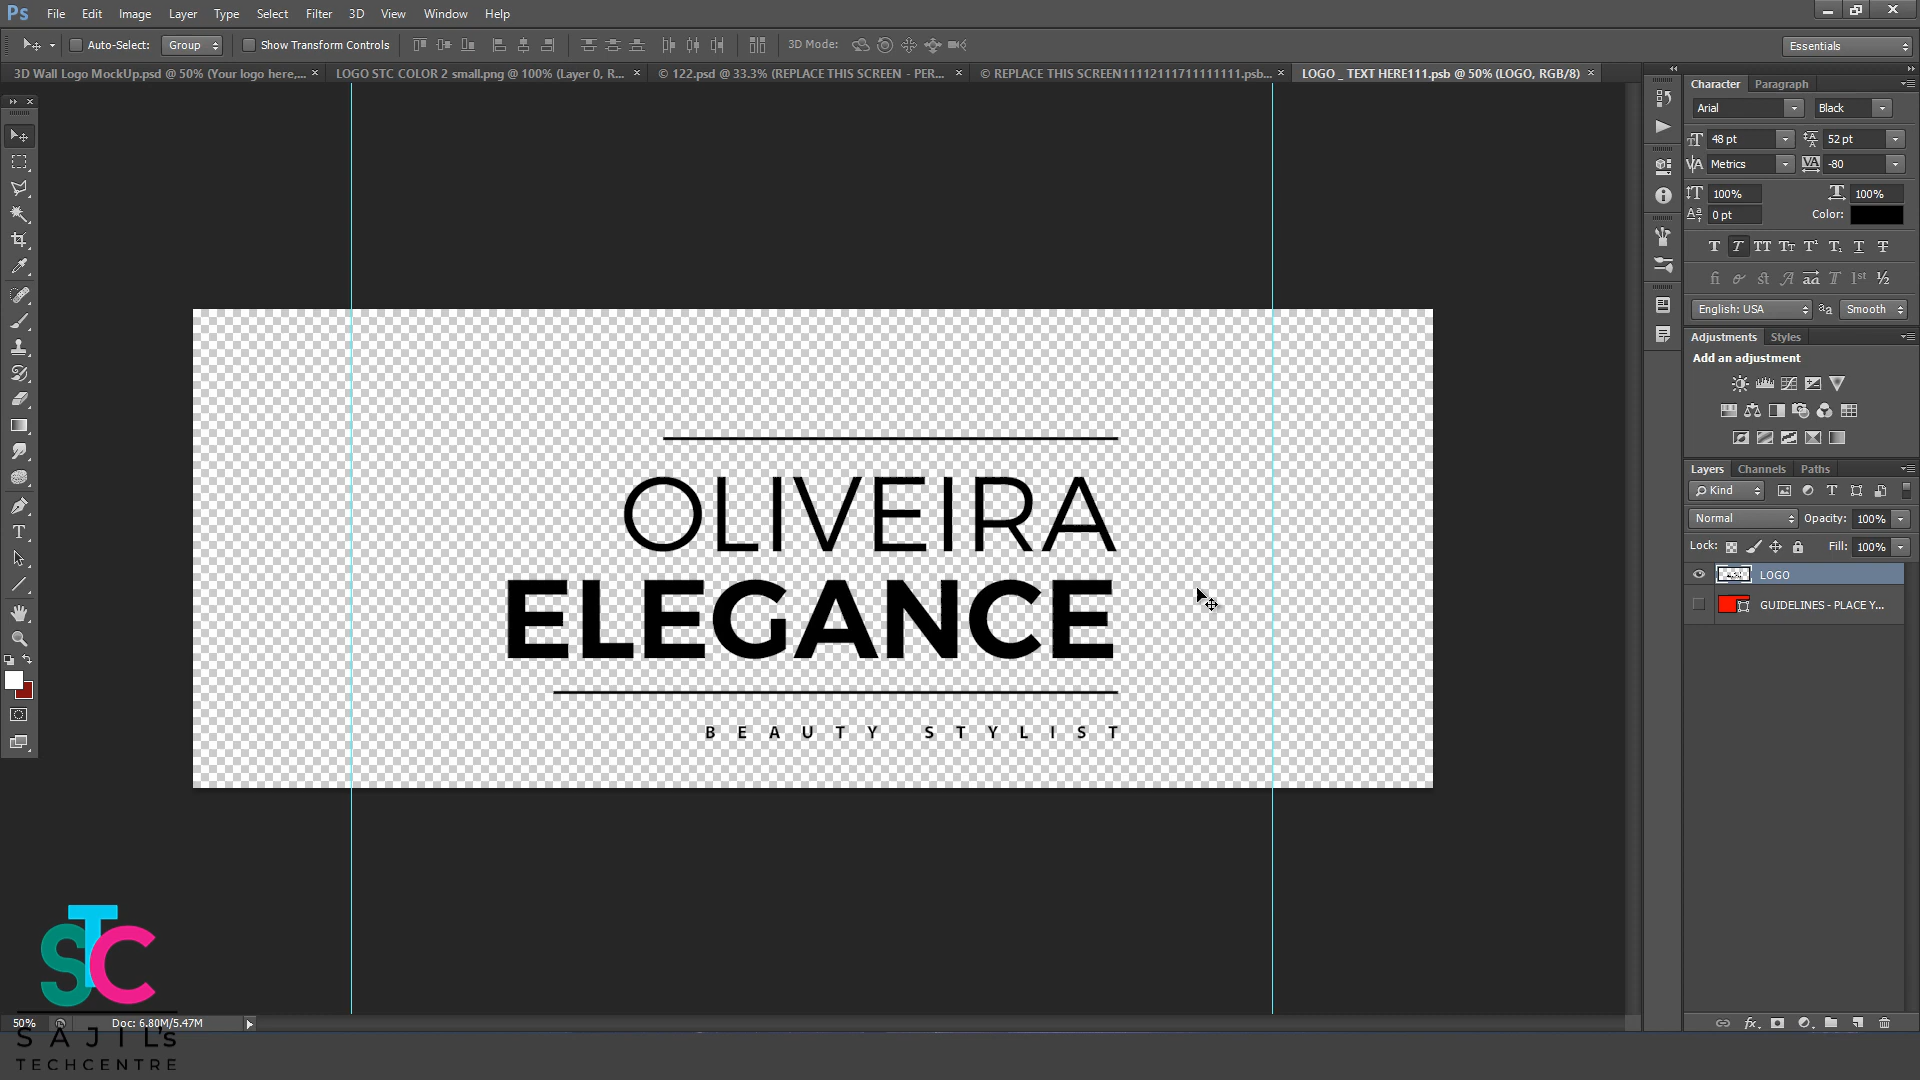 Ps File Edit Image Layer Type Select Filter 3D View Window Help
Auto-Select: Group Show Transform Controls 3D Mode: Essentials
3D Wall Logo MockUp.psd @ 50% (Your logo here,... × LOGO STC COLOR 2 small.png @ 100% (Layer 0, R... × © 122.psd @ 33.3% (REPLACE THIS SCREEN - PER... × © REPLACE THIS SCREEN11112111711111111.psb... × LOGO _ TEXT HERE111.psb @ 50% (LOGO, RGB/8) ×
Character Paragraph
Arial Black
48 pt 52 pt
Metrics -80
100% 100%
0 pt Color:
English: USA Smooth
Adjustments Styles
Add an adjustment
Layers Channels Paths
Kind
Normal Opacity: 100%
Lock: Fill: 100%
LOGO
GUIDELINES - PLACE Y...
OLIVEIRA
ELEGANCE
BEAUTY STYLIST
STC
50% Doc: 6.80M/5.47M
SAJIL's
TECHCENTRE